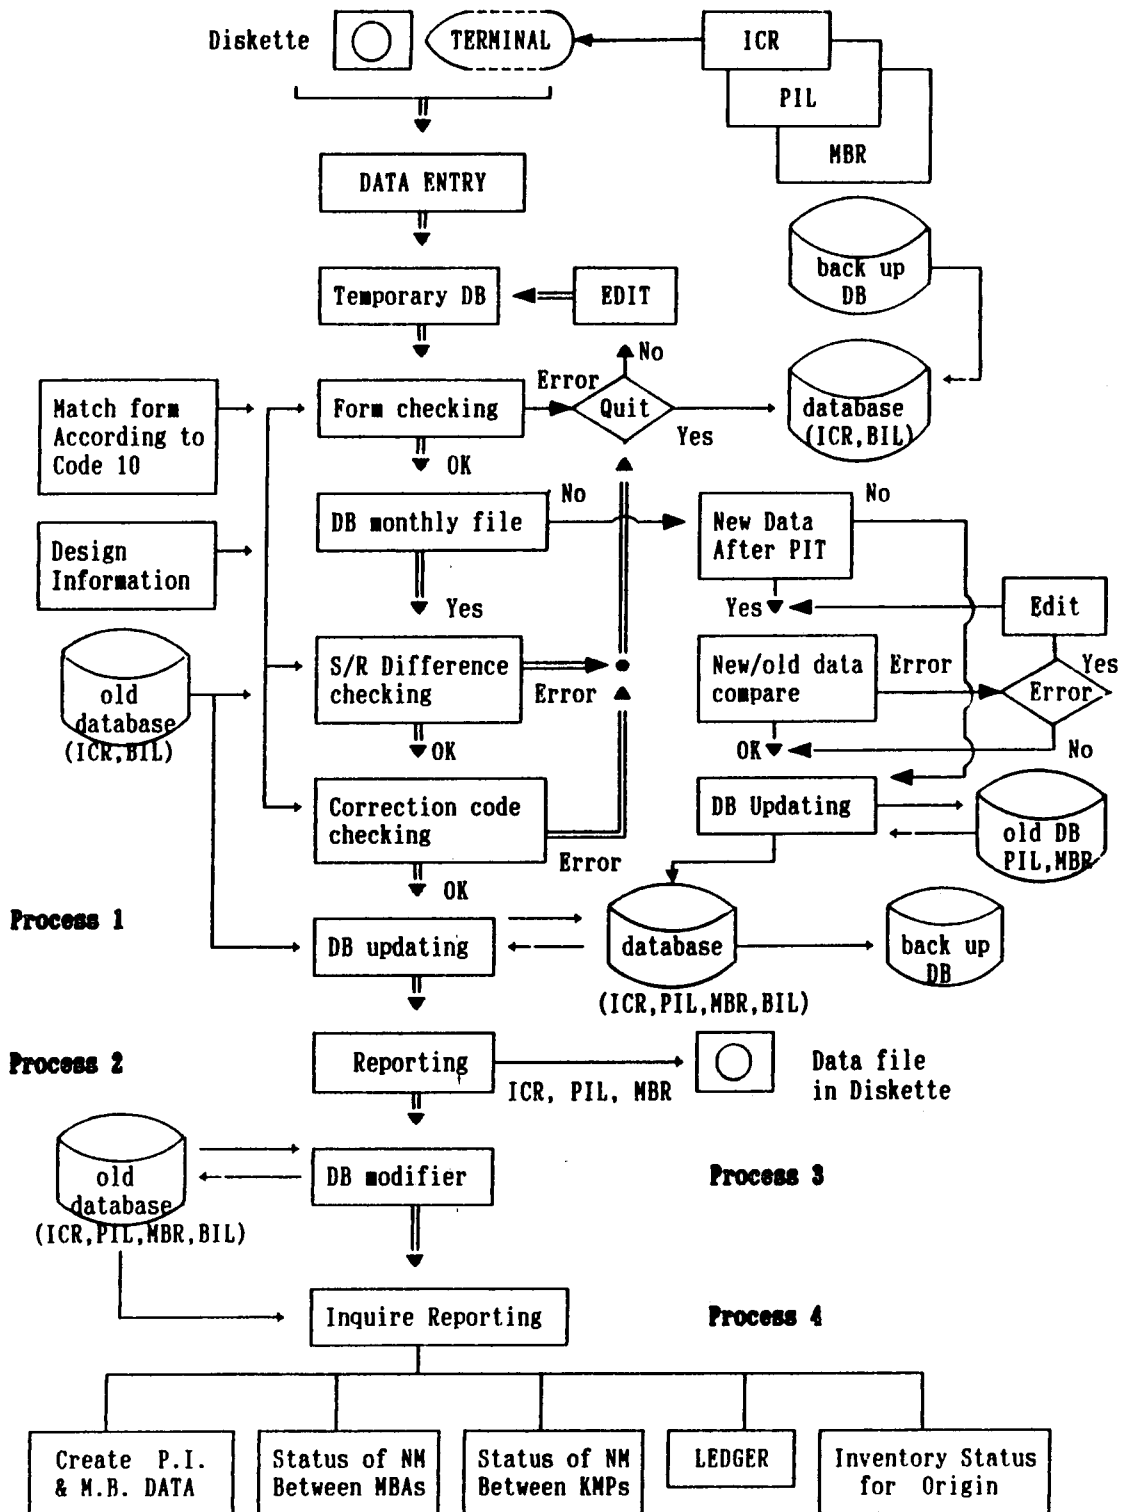 Diskette
TERMINAL
ICR
PIL
MBR
DATA ENTRY
back up
DB
Temporary DB
EDIT
No
Error
Match form
According to
Code 10
Form checking
Quit
Yes
database
(ICR,BIL)
OK
No
No
DB monthly file
New Data
After PIT
Design
Information
Yes
Yes
Edit
old
database
(ICR,BIL)
S/R Difference
checking
Error
New/old data
compare
Error
Yes
Error
OK
OK
No
Correction code
checking
Error
DB Updating
old DB
PIL,MBR
OK
Process 1
DB updating
database
(ICR,PIL,MBR,BIL)
back up
DB
Process 2
Reporting
ICR, PIL, MBR
Data file
in Diskette
old
database
(ICR,PIL,MBR,BIL)
DB modifier
Process 3
Inquire Reporting
Process 4
Create P.I.
& M.B. DATA
Status of NM
Between MBAs
Status of NM
Between KMPs
LEDGER
Inventory Status
for Origin